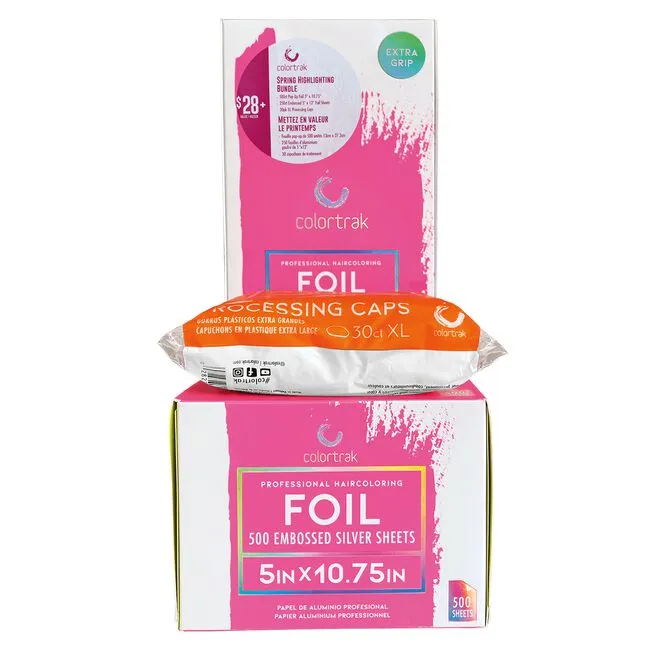 colortrak
EXTRA
GRIP
SPRING HIGHLIGHTING
BUNDLE
$28+
METTEZ EN VALEUR
LE PRINTEMPS
colortrak
PROFESSIONAL HAIRCOLORING
FOIL
ROCESSING CAPS
GORROS PLÁSTICOS EXTRA GRANDES
CAPUCHONS EN PLASTIQUE EXTRA LARGE
30ct XL
colortrak
#colortrak
colortrak
PROFESSIONAL HAIRCOLORING
FOIL
500 EMBOSSED SILVER SHEETS
5IN X 10.75IN
500
SHEETS
PAPEL DE ALUMINIO PROFESIONAL
PAPIER ALUMINIUM PROFESSIONNEL